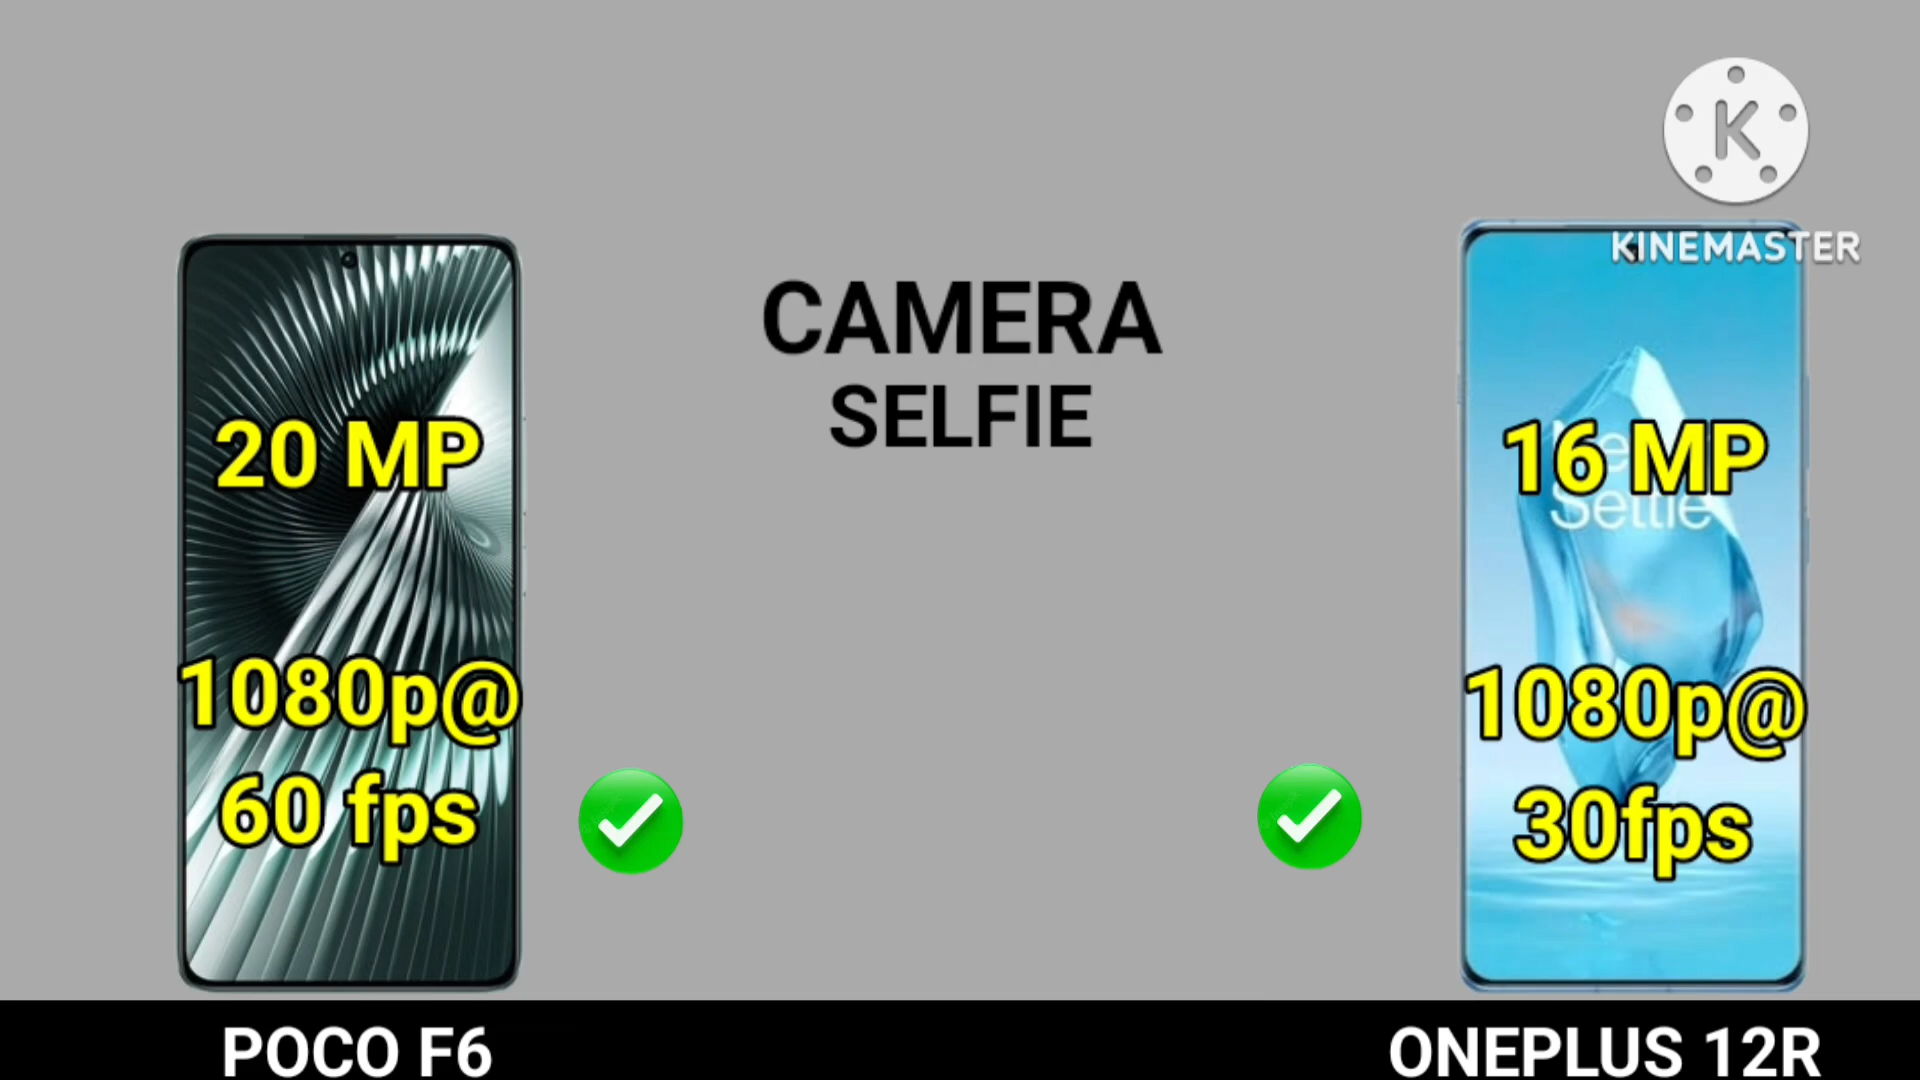 K
KINEMASTER
CAMERA
SELFIE
20 MP
1080p@
60 fps
16 MP
1080p@
30fps
POCO F6
ONEPLUS 12R